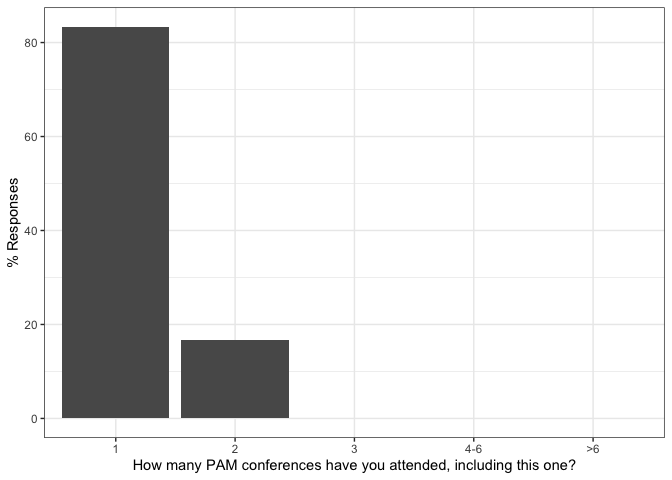 % Responses
80
60
40
20
0
1 2 3 4-6 >6
How many PAM conferences have you attended, including this one?